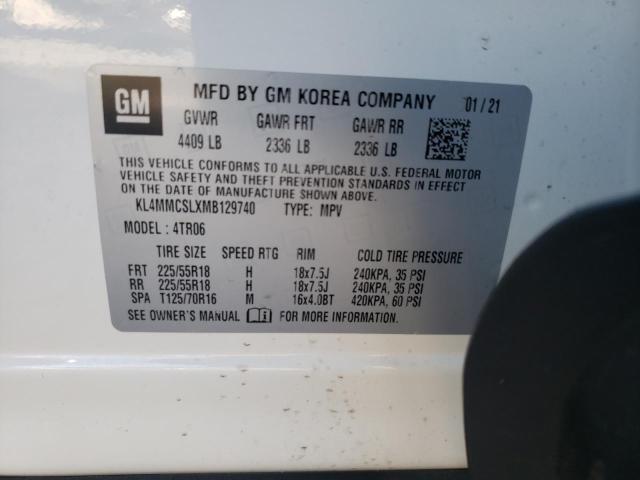 GM MFD BY GM KOREA COMPANY 01/21
GVWR GAWR FRT GAWR RR
4409 LB 2336 LB 2336 LB
THIS VEHICLE CONFORMS TO ALL APPLICABLE U.S. FEDERAL MOTOR
VEHICLE SAFETY AND THEFT PREVENTION STANDARDS IN EFFECT
ON THE DATE OF MANUFACTURE SHOWN ABOVE.
KL4MMCSLXMB129740 TYPE: MPV
MODEL: 4TR06
TIRE SIZE SPEED RTG RIM COLD TIRE PRESSURE
FRT 225/55R18 H 18x7.5J 240KPA, 35 PSI
RR 225/55R18 H 18x7.5J 240KPA, 35 PSI
SPA T125/70R16 M 16x4.0BT 420KPA, 60 PSI
SEE OWNER'S MANUAL FOR MORE INFORMATION.